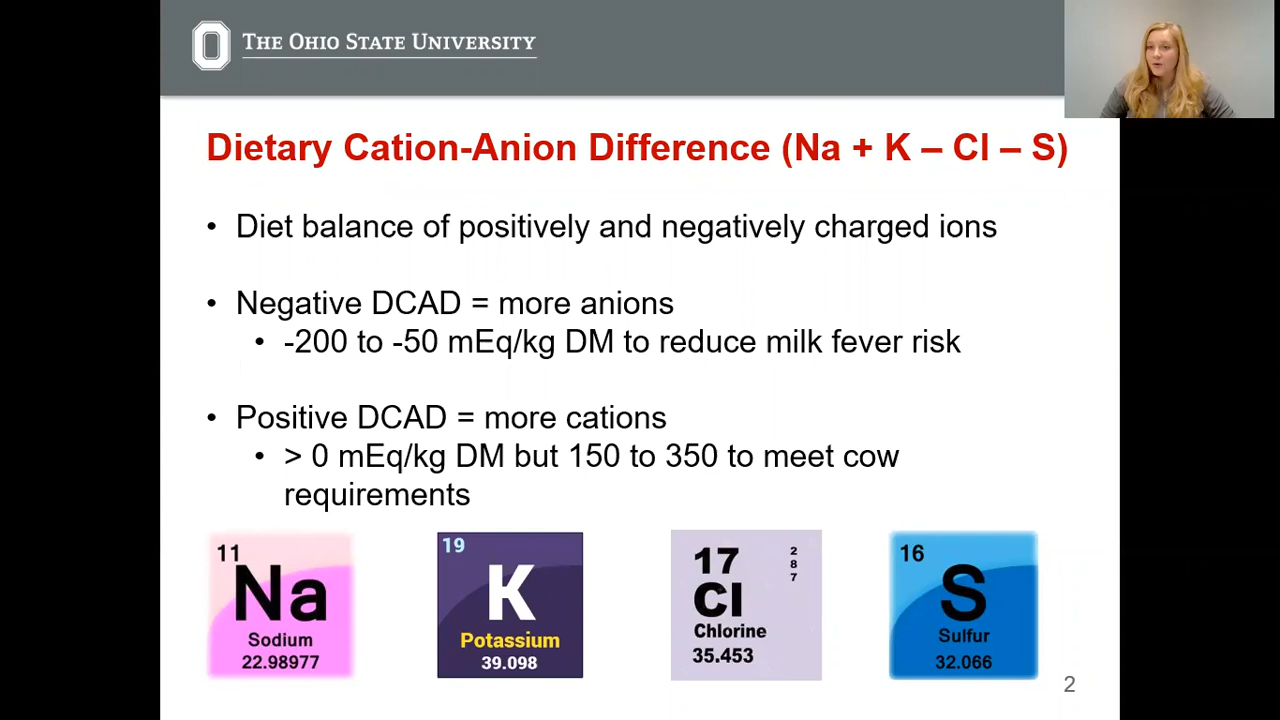 THE OHIO STATE UNIVERSITY
Dietary Cation-Anion Difference (Na + K – Cl – S)
• Diet balance of positively and negatively charged ions
• Negative DCAD = more anions
• -200 to -50 mEq/kg DM to reduce milk fever risk
• Positive DCAD = more cations
• > 0 mEq/kg DM but 150 to 350 to meet cow
requirements
11
Na
Sodium
22.98977
19
K
Potassium
39.098
17
2
8
7
Cl
Chlorine
35.453
16
S
Sulfur
32.066
2